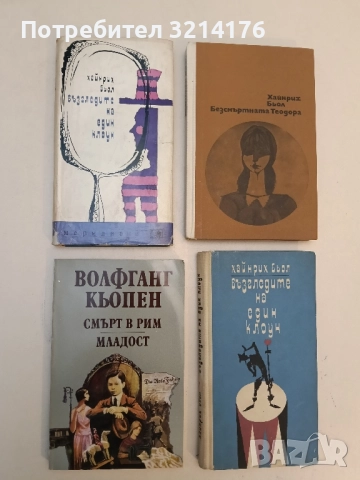 Потребител 3214176
хайнрих
бьол
възгледите
на
един
клоун
Хайнрих
Бьол
Безсмъртната Теодора
ВОЛФГАНГ
КЬОПЕН
СМЪРТ В РИМ
МЛАДОСТ
хайнрих бьол
възгледите
на
един
клоун
BAZAR